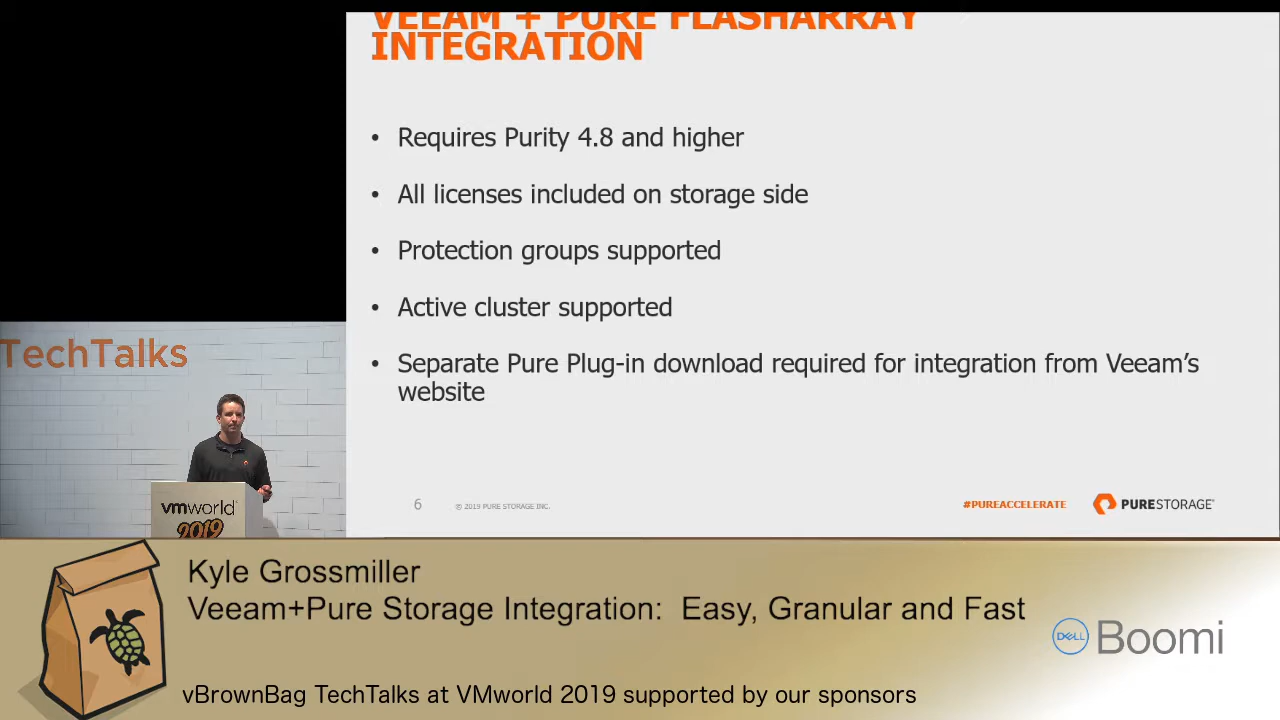 VEEAM + PURE FLASHARRAY
INTEGRATION
• Requires Purity 4.8 and higher
• All licenses included on storage side
• Protection groups supported
• Active cluster supported
• Separate Pure Plug-in download required for integration from Veeam's
website
6
© 2019 PURE STORAGE INC.
#PUREACCELERATE
PURESTORAGE®
TechTalks
vmworld®
2019
Kyle Grossmiller
Veeam+Pure Storage Integration:  Easy, Granular and Fast
DELL
Boomi
vBrownBag TechTalks at VMworld 2019 supported by our sponsors